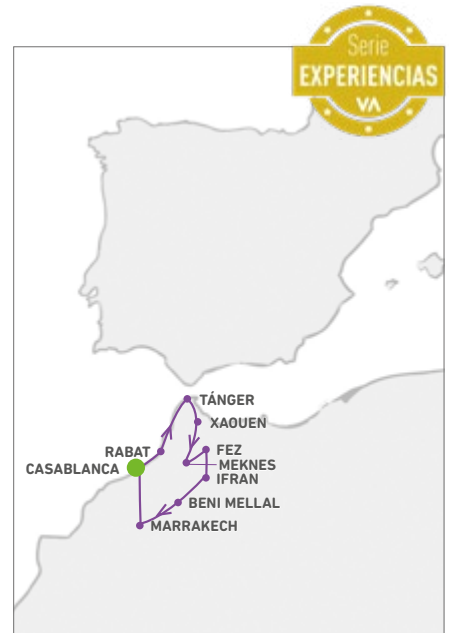 Serie
EXPERIENCIAS
VA
TÁNGER
XAOUEN
RABAT
FEZ
CASABLANCA
MEKNES
IFRAN
BENI MELLAL
MARRAKECH